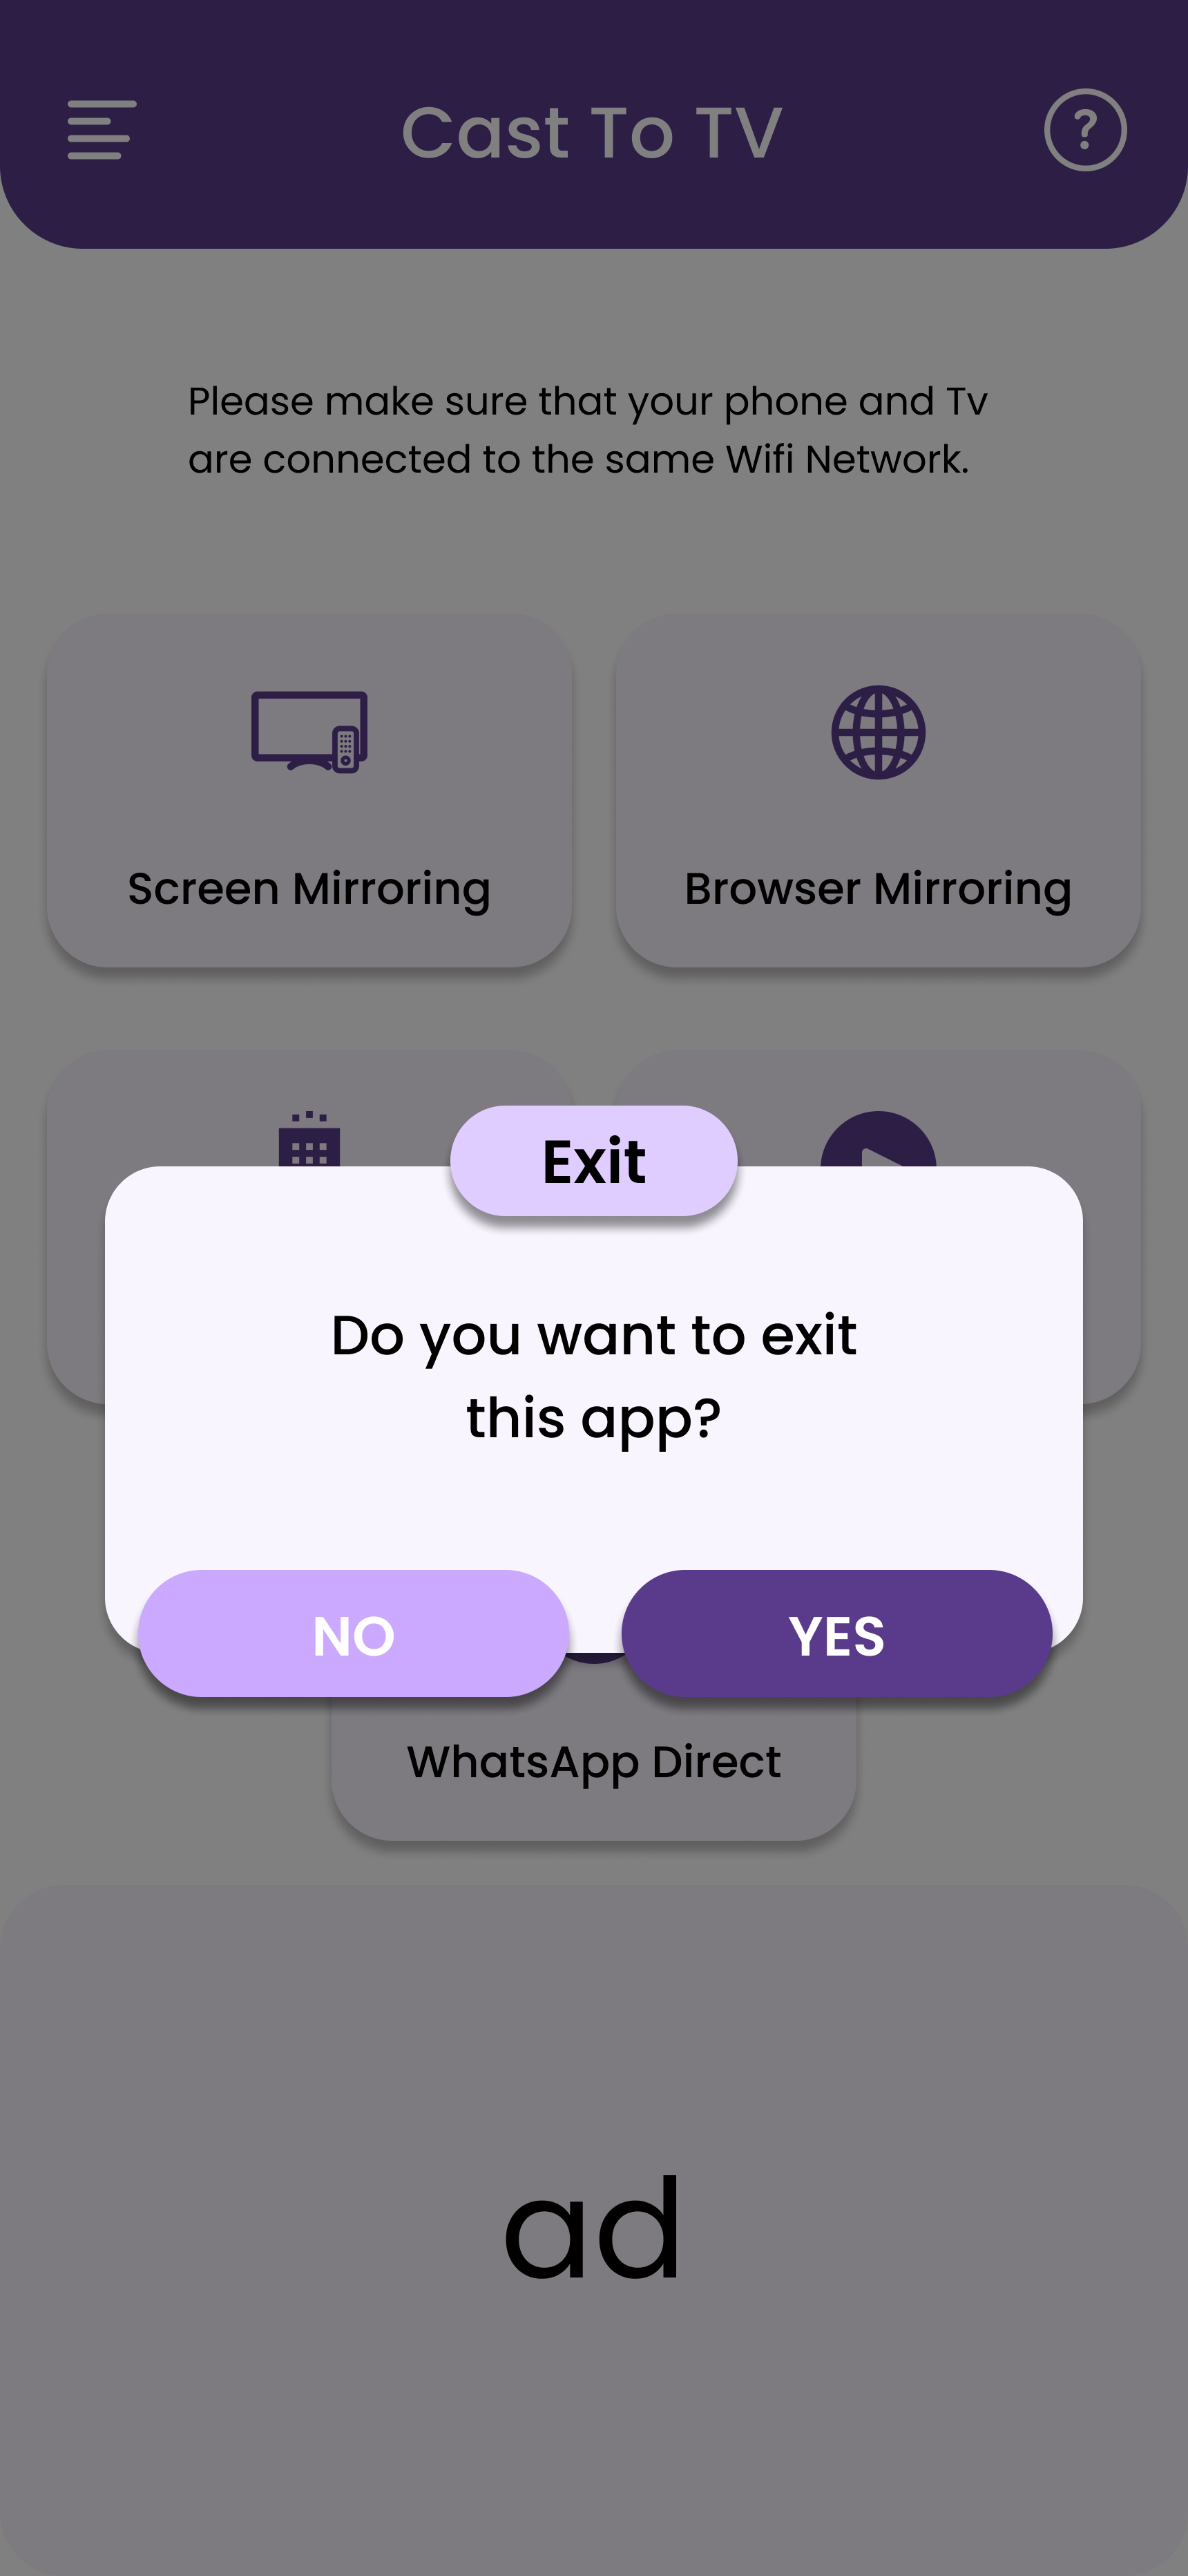 Cast To TV
?
Please make sure that your phone and Tv
are connected to the same Wifi Network.
Screen Mirroring
Browser Mirroring
Exit
Do you want to exit
this app?
NO
YES
WhatsApp Direct
ad